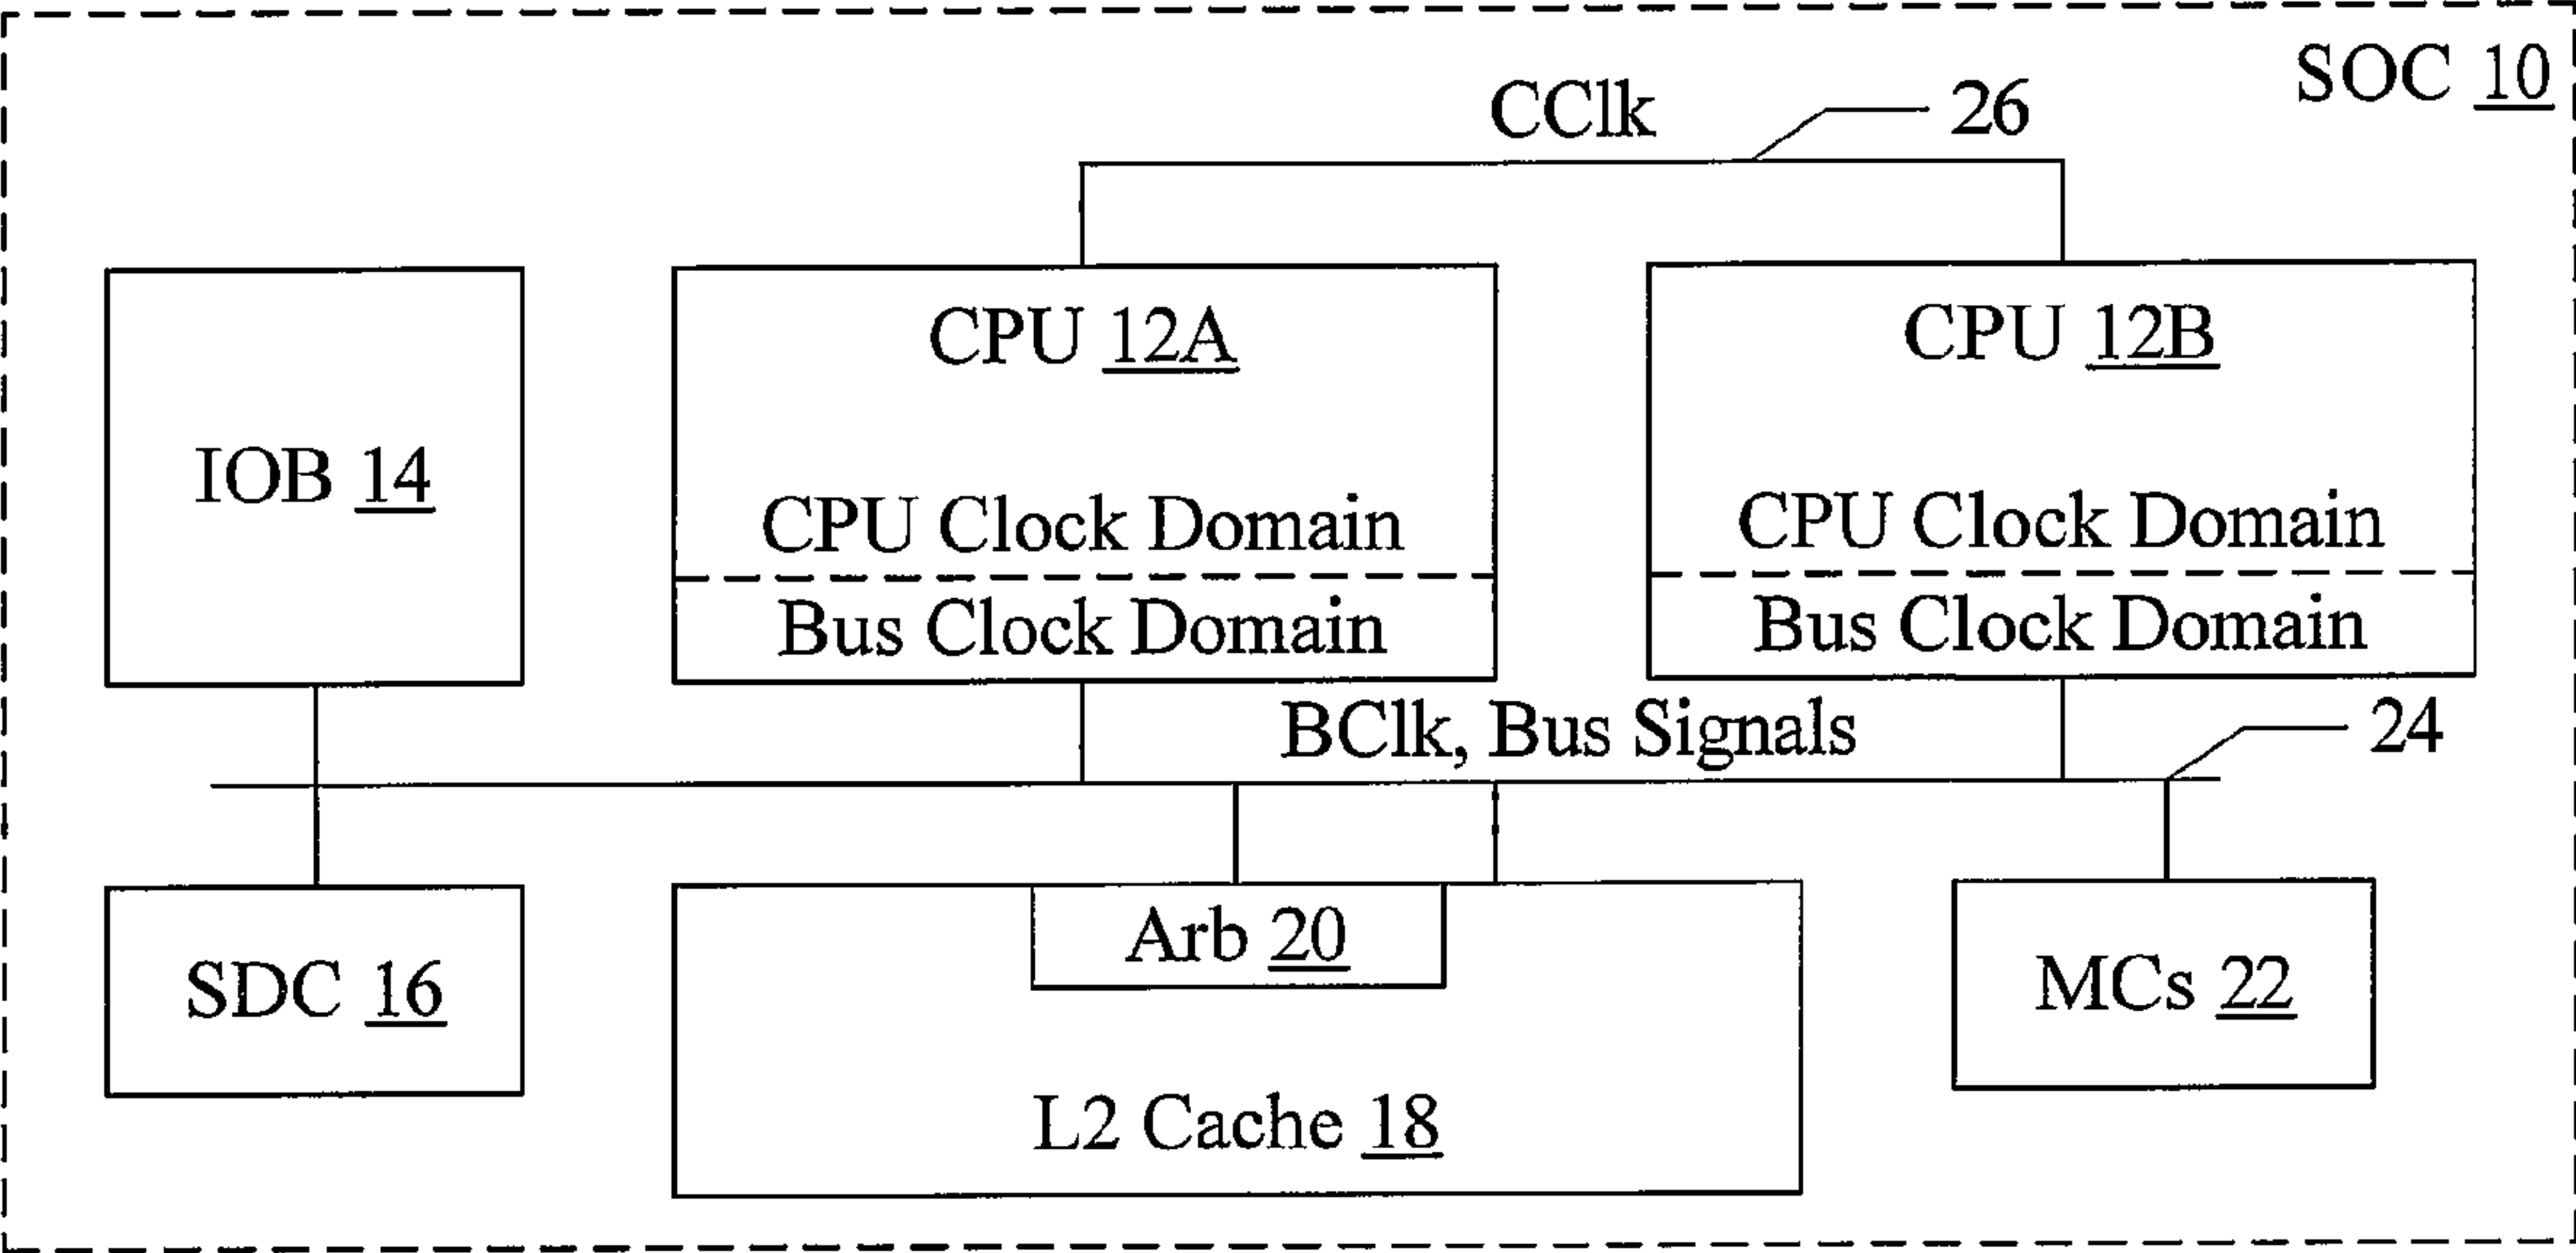 SOC 10
CClk
26
CPU 12A
CPU 12B
IOB 14
CPU Clock Domain
CPU Clock Domain
Bus Clock Domain
Bus Clock Domain
BClk, Bus Signals
24
Arb 20
SDC 16
MCs 22
L2 Cache 18